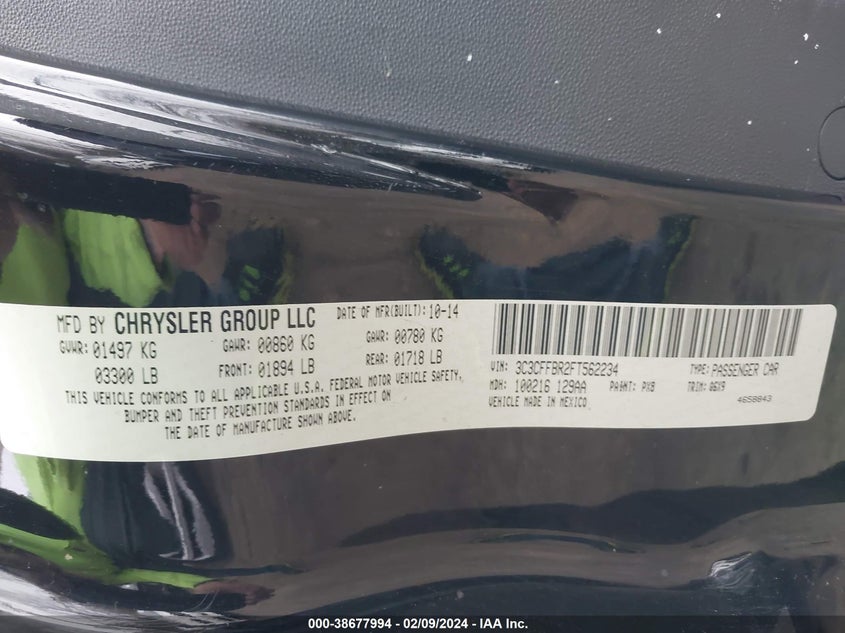 MFD BY CHRYSLER GROUP LLC DATE OF MFR(BUILT): 10-14
GVWR: 01497 KG GAWR: 00860 KG GAWR: 00780 KG
03300 LB FRONT: 01894 LB REAR: 01718 LB
THIS VEHICLE CONFORMS TO ALL APPLICABLE U.S.A. FEDERAL MOTOR VEHICLE SAFETY,
BUMPER AND THEFT PREVENTION STANDARDS IN EFFECT ON
THE DATE OF MANUFACTURE SHOWN ABOVE.
VIN: 3C3CFFBR2FT562234 TYPE: PASSENGER CAR
MDH: 100216 129AA PAINT: PXB TRIM: 86X9
VEHICLE MADE IN MEXICO 4658843
000-38677994 / 02/09/2024 - IAA Inc.